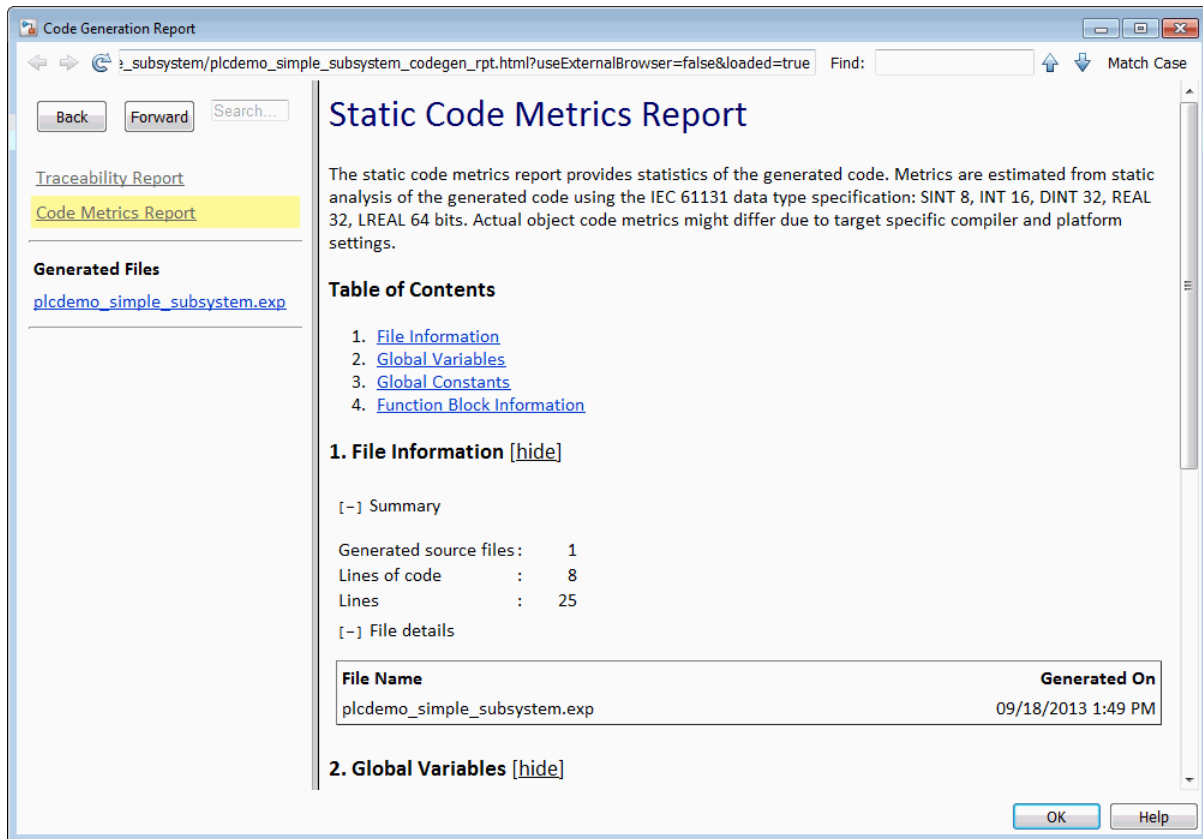 Code Generation Report
e_subsystem/plcdemo_simple_subsystem_codegen_rpt.html?useExternalBrowser=false&loaded=true Find: Match Case
Back Forward Search...
Traceability Report
Code Metrics Report
Generated Files
plcdemo_simple_subsystem.exp
Static Code Metrics Report
The static code metrics report provides statistics of the generated code. Metrics are estimated from static
analysis of the generated code using the IEC 61131 data type specification: SINT 8, INT 16, DINT 32, REAL
32, LREAL 64 bits. Actual object code metrics might differ due to target specific compiler and platform
settings.
Table of Contents
1. File Information
2. Global Variables
3. Global Constants
4. Function Block Information
1. File Information [hide]
[-] Summary
Generated source files: 1
Lines of code : 8
Lines : 25
[-] File details
File Name Generated On
plcdemo_simple_subsystem.exp 09/18/2013 1:49 PM
2. Global Variables [hide]
OK Help